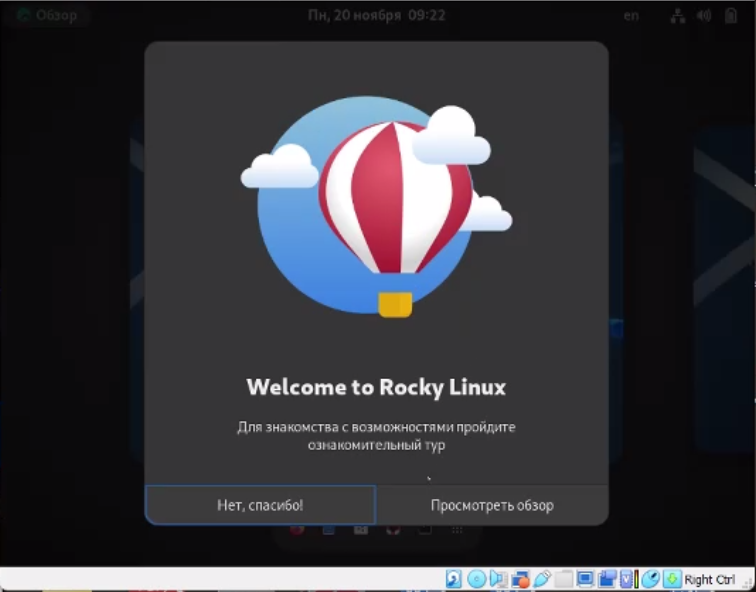 Обзор
Пн, 20 ноября 09:22
en
Welcome to Rocky Linux
Для знакомства с возможностями пройдите
ознакомительный тур
Нет, спасибо!
Просмотреть обзор
Right Ctrl